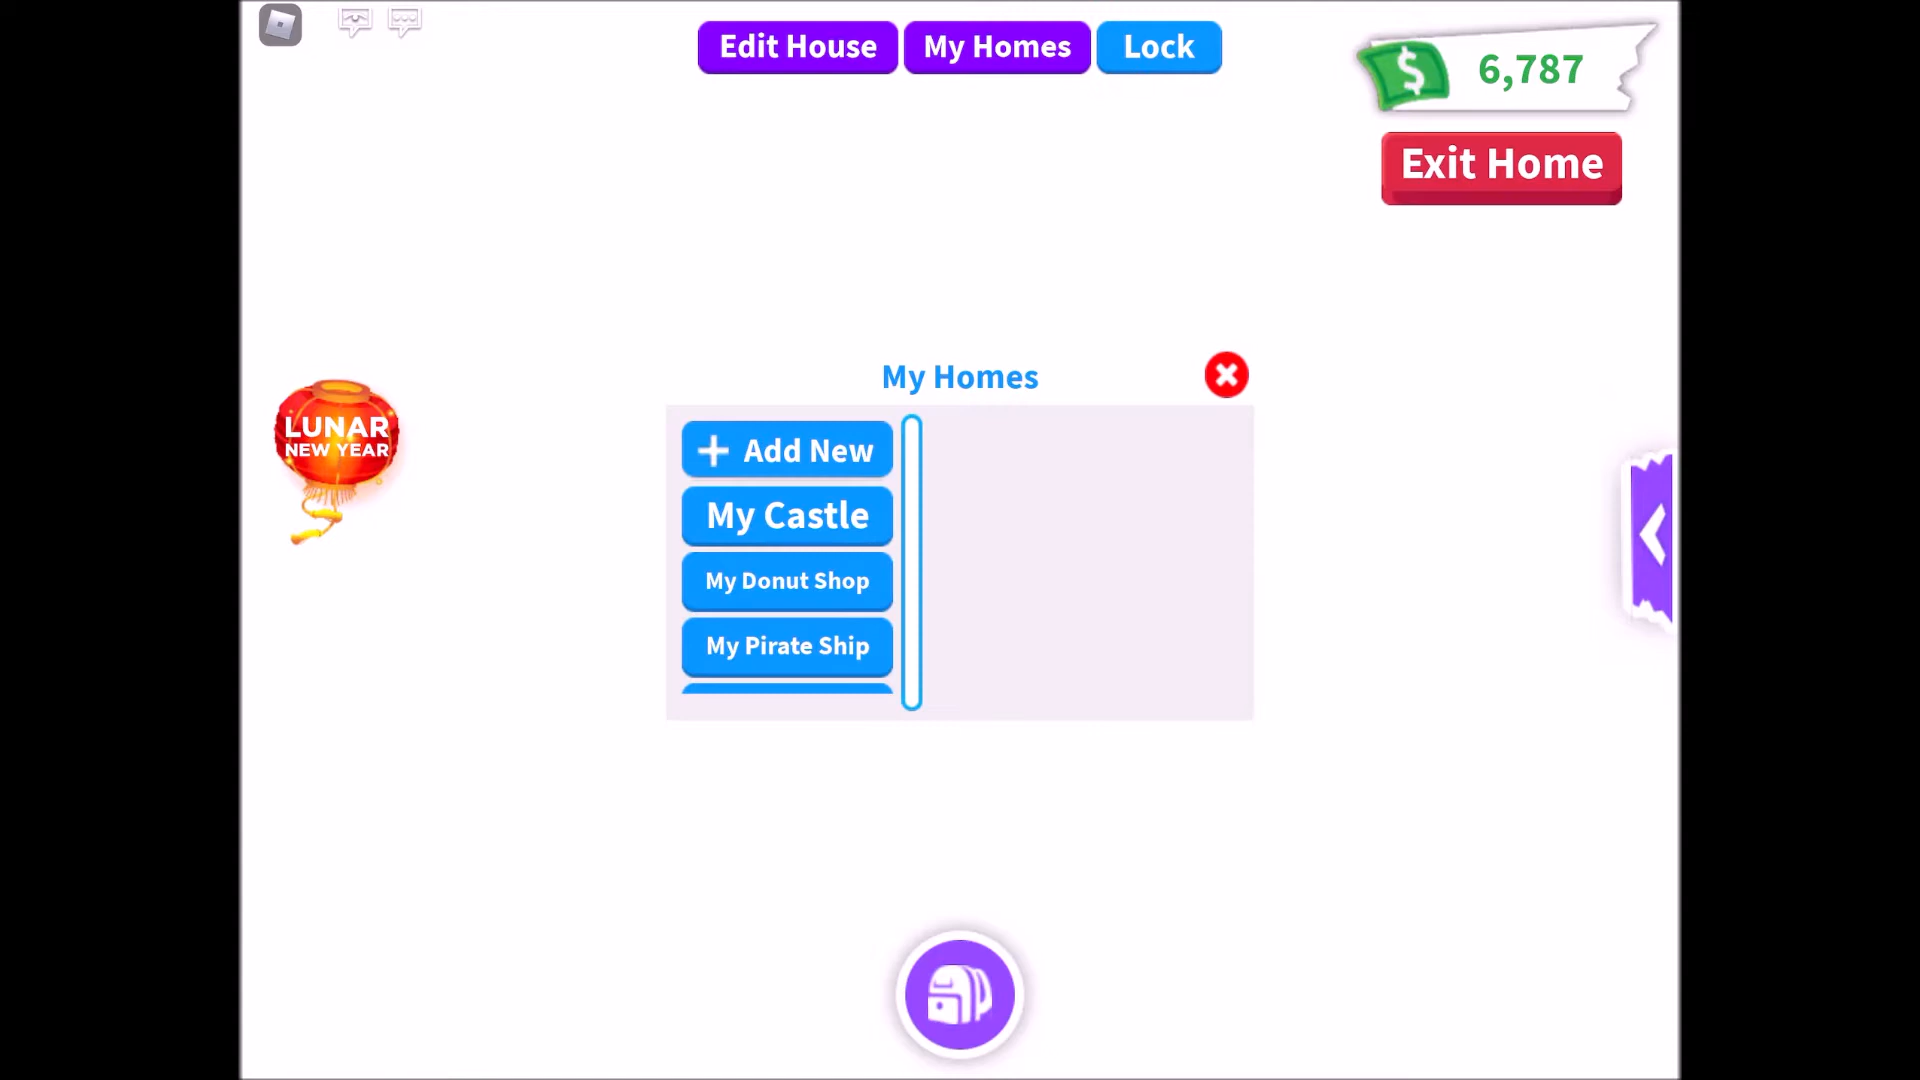 Edit House
My Homes
Lock
6,787
Exit Home
My Homes
LUNAR
NEW YEAR
Add New
My Castle
My Donut Shop
My Pirate Ship